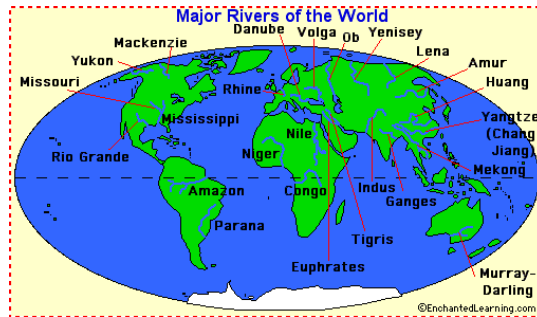 Major Rivers of the World
Mackenzie
Danube
Volga
Ob
Yenisey
Yukon
Lena
Missouri
Amur
Rhine
Huang
Mississippi
Yangtze
(Chang
Jiang)
Nile
Rio Grande
Niger
Mekong
Amazon
Congo
Indus
Ganges
Parana
Tigris
Euphrates
Murray-
Darling
©EnchantedLearning.com